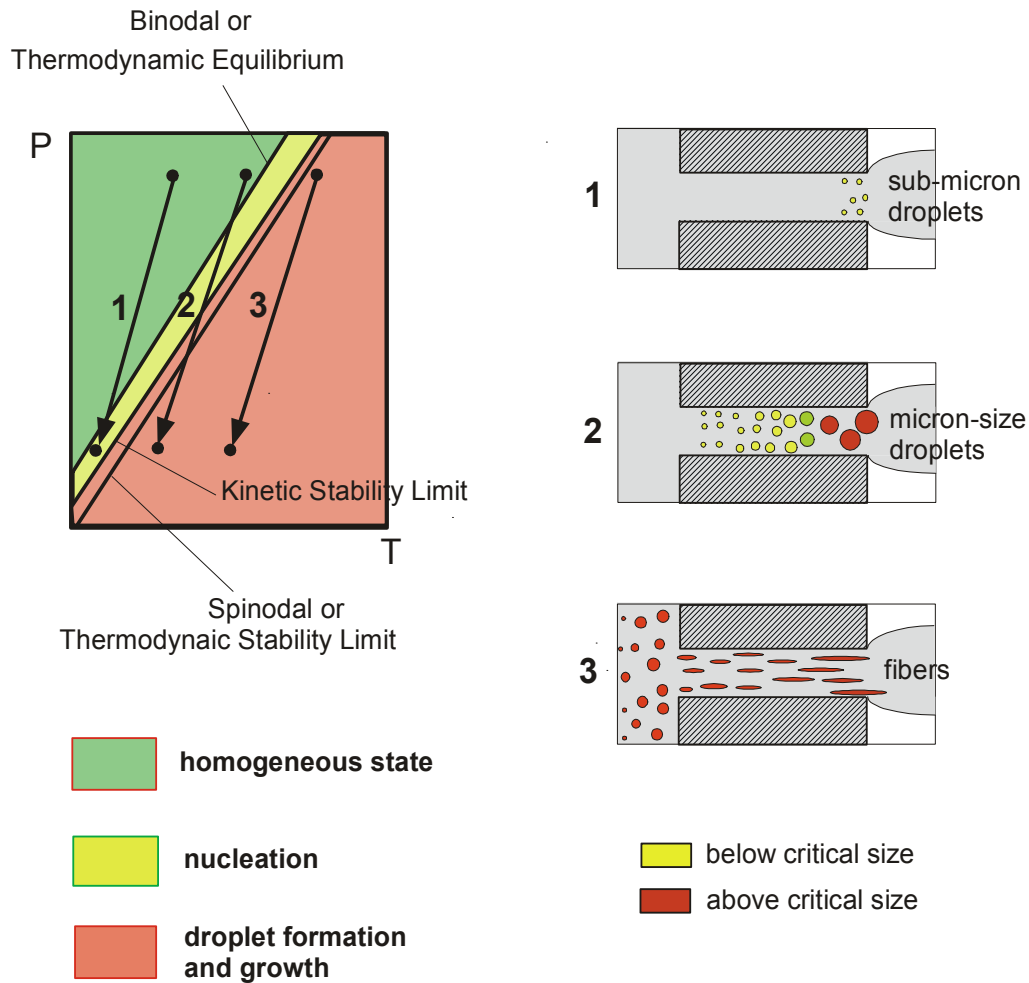 Binodal or
Thermodynamic Equilibrium
P
1
2
3
Kinetic Stability Limit
T
Spinodal or
Thermodynaic Stability Limit
homogeneous state
nucleation
droplet formation
and growth
1
sub-micron
droplets
2
micron-size
droplets
3
fibers
below critical size
above critical size